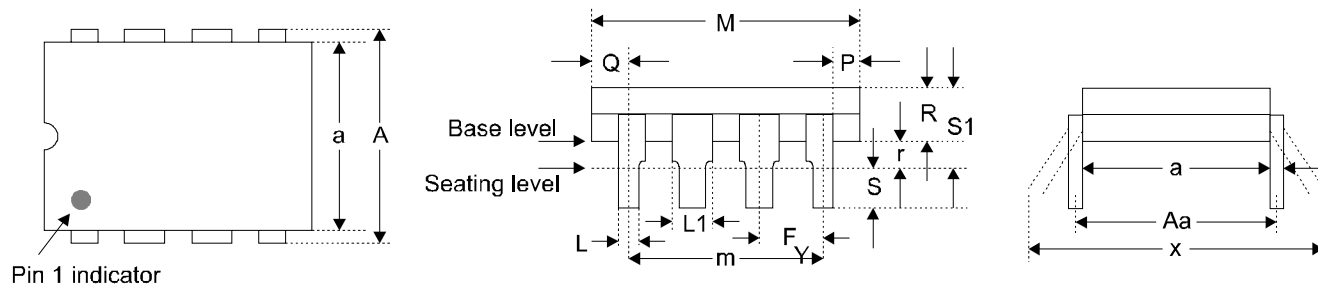 M
Q
P
R
S1
a
A
Base level
r
a
Seating level
S
Aa
L
L1
F
Y
m
x
Pin 1 indicator